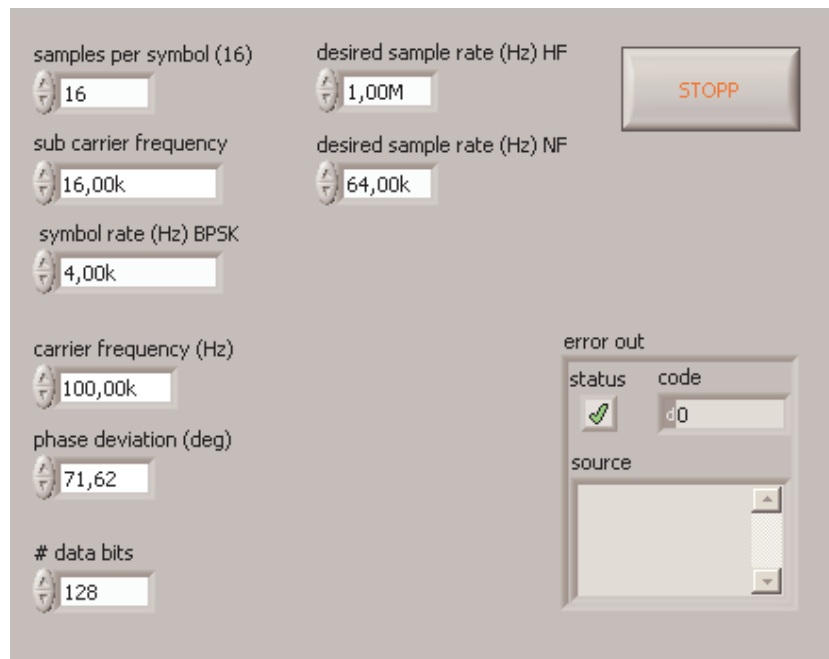 samples per symbol (16)
16
sub carrier frequency
16,00k
symbol rate (Hz) BPSK
4,00k
carrier frequency (Hz)
100,00k
phase deviation (deg)
71,62
# data bits
128
desired sample rate (Hz) HF
1,00M
desired sample rate (Hz) NF
64,00k
STOPP
error out
status
code
d0
source